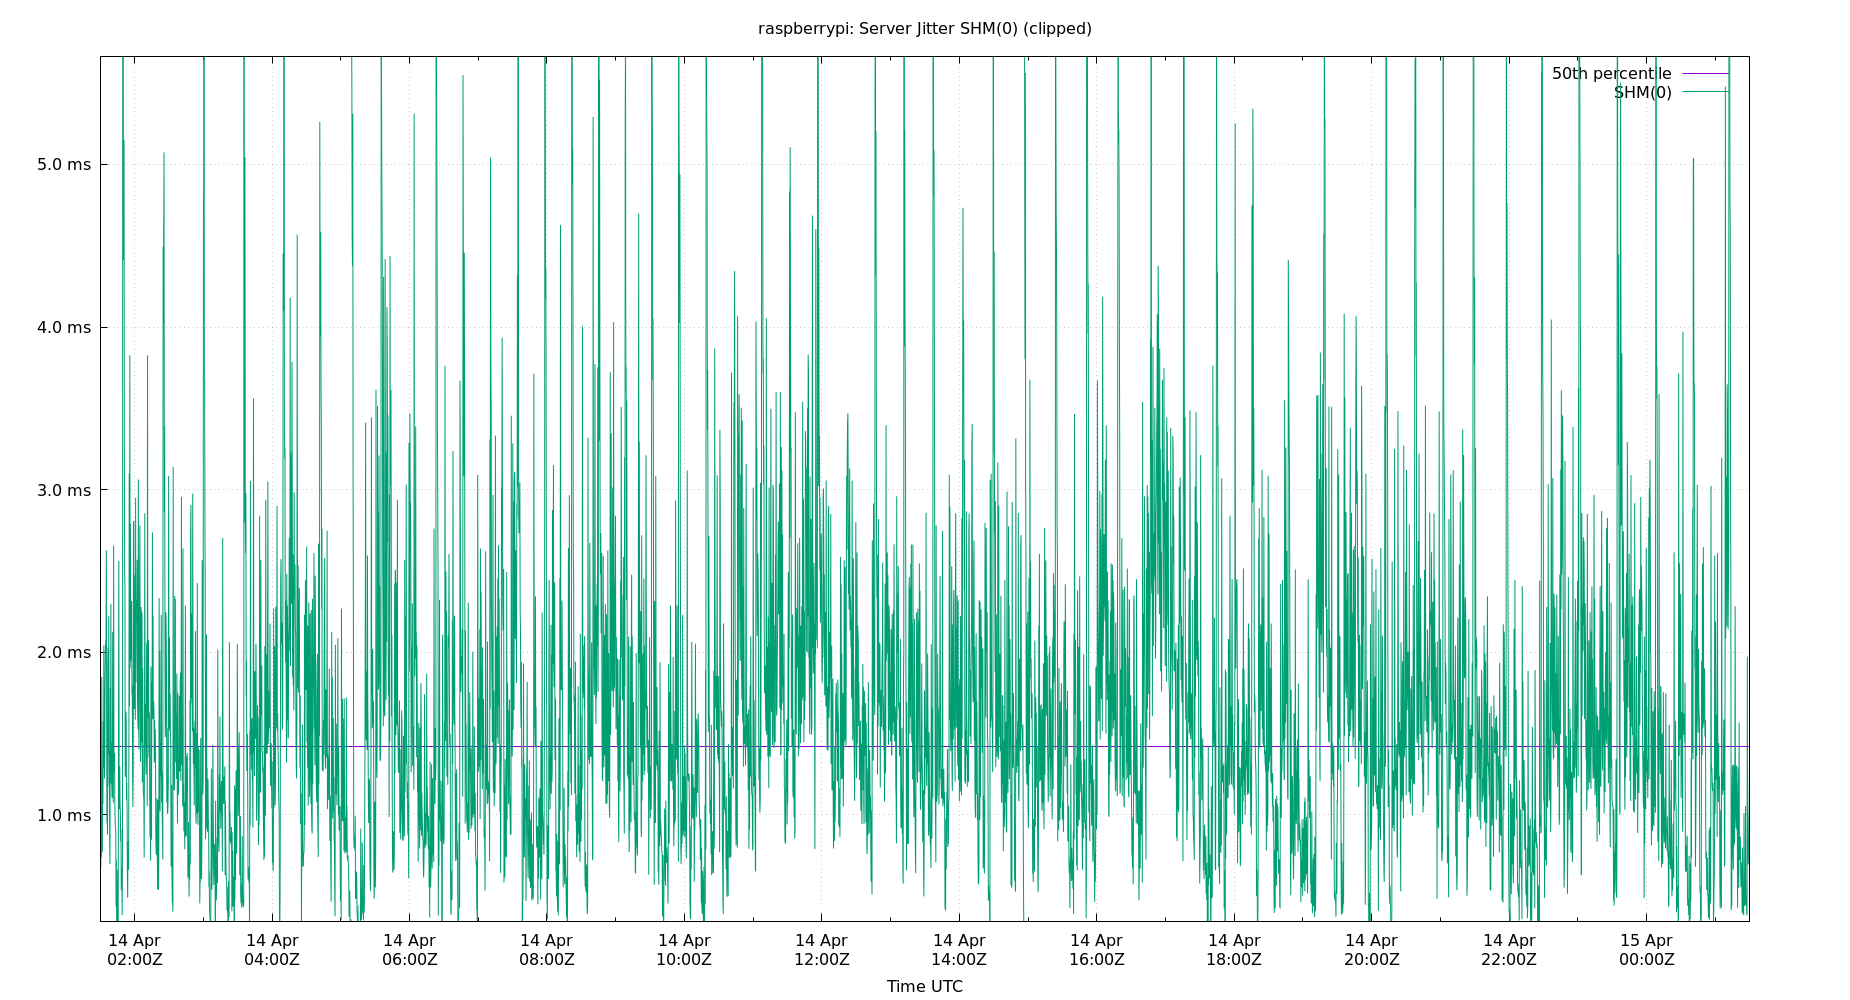 raspberrypi: Server Jitter SHM(0) (clipped)
50th percentile
SHM(0)
5.0 ms
4.0 ms
3.0 ms
2.0 ms
1.0 ms
14 Apr 14 Apr 14 Apr 14 Apr 14 Apr 14 Apr 14 Apr 14 Apr 14 Apr 14 Apr 14 Apr 15 Apr
02:00Z 04:00Z 06:00Z 08:00Z 10:00Z 12:00Z 14:00Z 16:00Z 18:00Z 20:00Z 22:00Z 00:00Z
Time UTC